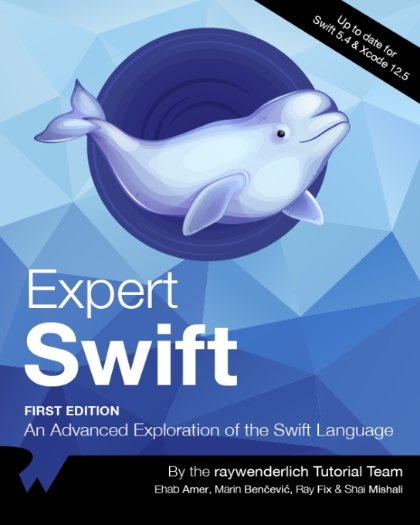 Up to date for
Swift 5.4 & Xcode 12.5
Expert
Swift
FIRST EDITION
An Advanced Exploration of the Swift Language
By the raywenderlich Tutorial Team
Ehab Amer, Marin Benčević, Ray Fix & Shai Mishali